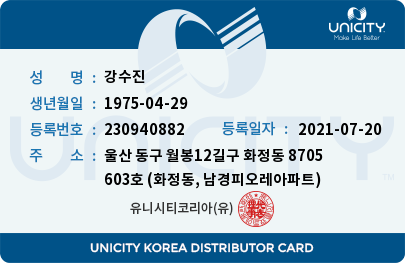 UNICITY
Make Life Better
성 명 : 강수진
생년월일 : 1975-04-29
등록번호 : 230940882 등록일자 : 2021-07-20
주 소 : 울산 동구 월봉12길구 화정동 8705
603호 (화정동, 남경피오레아파트)
유니시티코리아(유)
UNICITY
UNICITY KOREA DISTRIBUTOR CARD